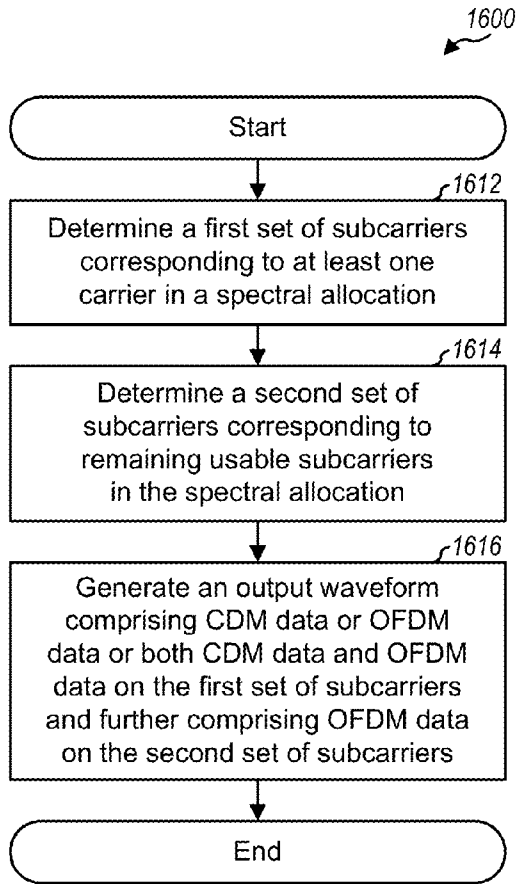 1600
Start
1612
Determine a first set of subcarriers
corresponding to at least one
carrier in a spectral allocation
1614
Determine a second set of
subcarriers corresponding to
remaining usable subcarriers
in the spectral allocation
1616
Generate an output waveform
comprising CDM data or OFDM
data or both CDM data and OFDM
data on the first set of subcarriers
and further comprising OFDM data
on the second set of subcarriers
End